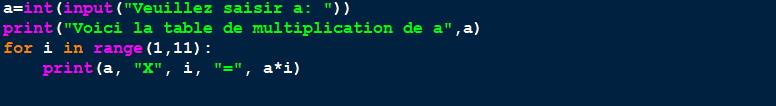 a=int(input("Veuillez saisir a: "))
print("Voici la table de multiplication de a",a)
for i in range(1,11):
    print(a, "X", i, "=", a*i)